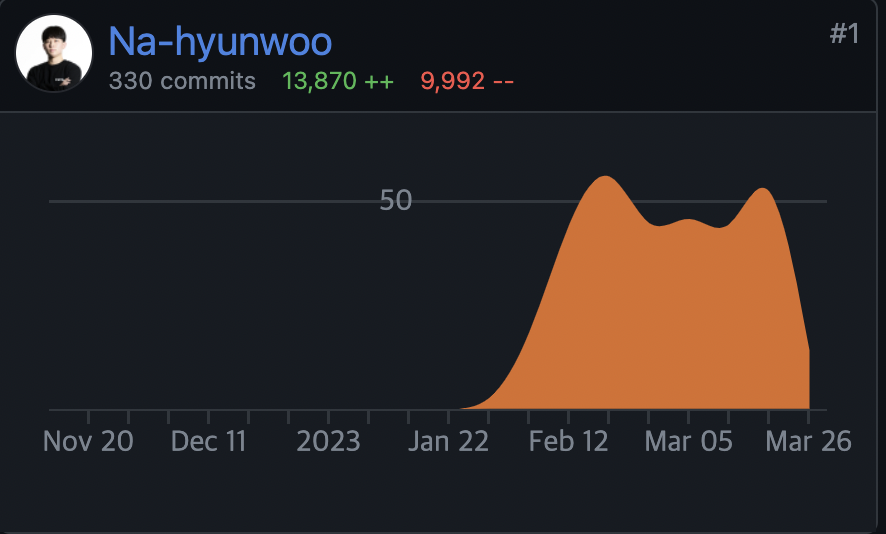 Na-hyunwoo
#1
330 commits 13,870 ++ 9,992 --
50
Nov 20 Dec 11 2023 Jan 22 Feb 12 Mar 05 Mar 26